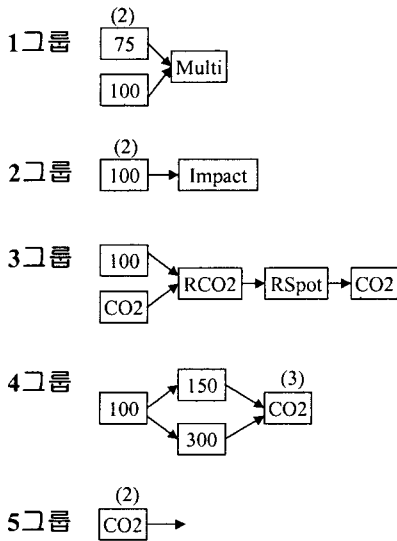 (2)
1그룹 75 Multi
100
(2)
2그룹 100 Impact
3그룹 100
RCO2 RSpot CO2
CO2
4그룹 150 (3)
100 CO2
300
(2)
5그룹 CO2